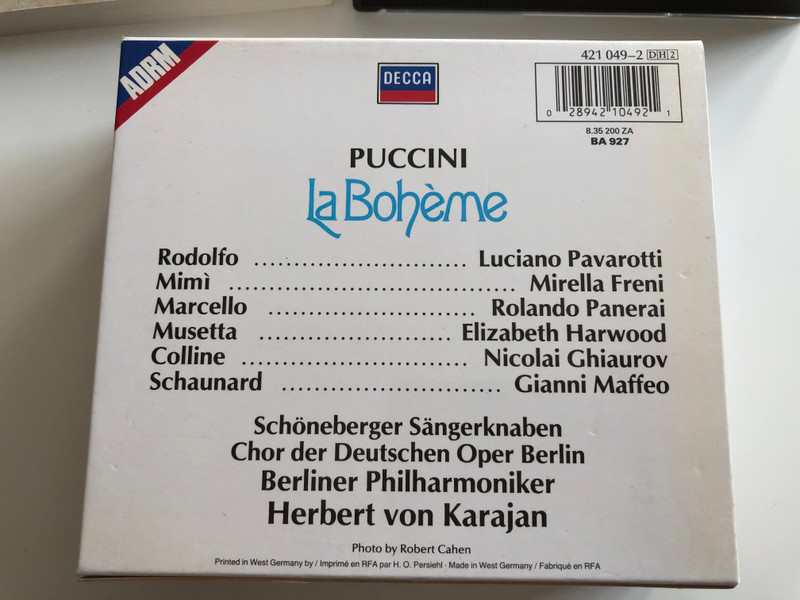 ADRM
DECCA
421 049-2 DH2
0 28942 10492 1
8.35 200 ZA
BA 927
PUCCINI
La Bohème
Rodolfo .......................... Luciano Pavarotti
Mimì ................................... Mirella Freni
Marcello .......................... Rolando Panerai
Musetta ........................ Elizabeth Harwood
Colline ............................ Nicolai Ghiaurov
Schaunard ........................... Gianni Maffeo
Schöneberger Sängerknaben
Chor der Deutschen Oper Berlin
Berliner Philharmoniker
Herbert von Karajan
Photo by Robert Cahen
Printed in West Germany by / Imprimé en RFA par H. O. Persiehl · Made in West Germany / Fabriqué en RFA